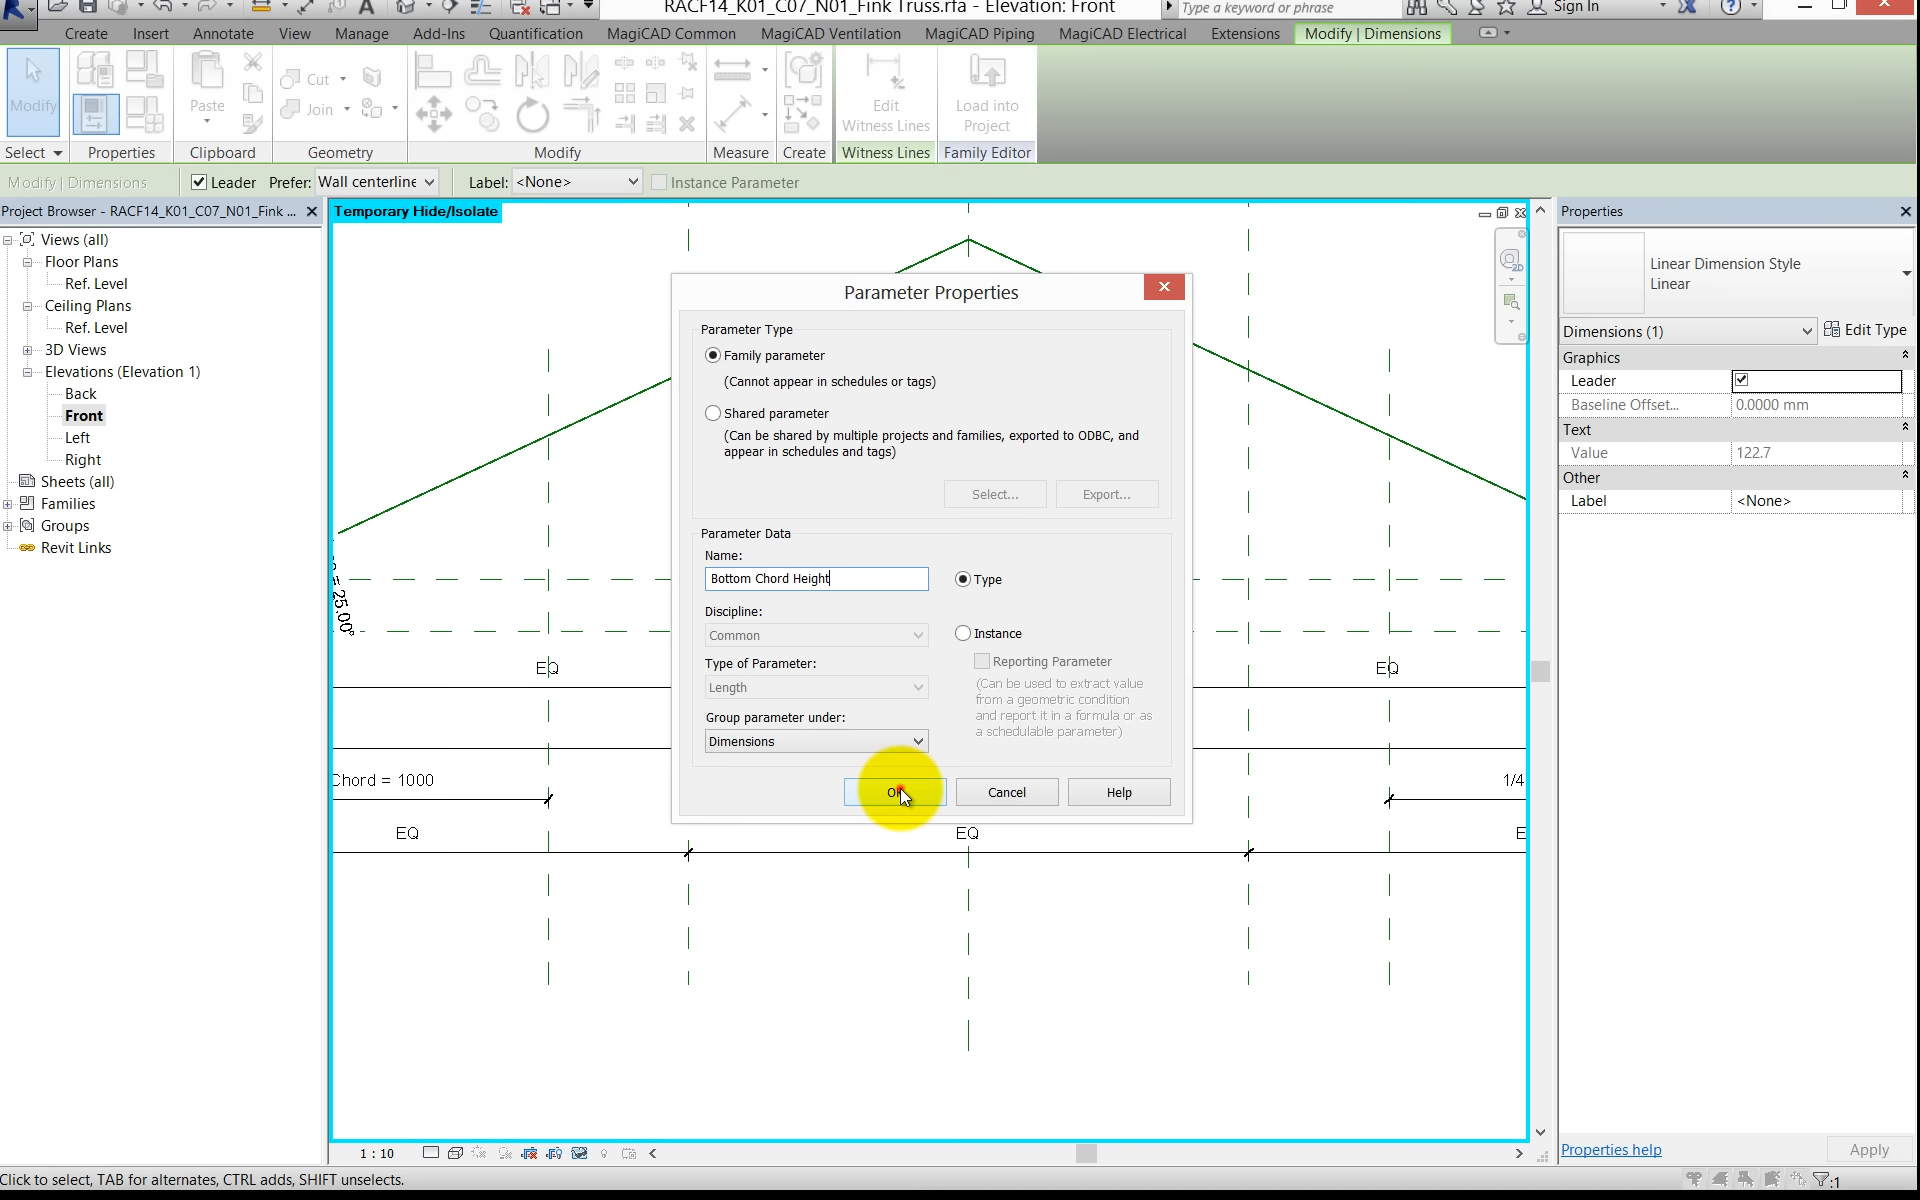 RACF14_K01_C07_N01_Fink Truss.rfa - Elevation: Front
Type a keyword or phrase
Sign In
Create Insert Annotate View Manage Add-Ins Quantification MagiCAD Common MagiCAD Ventilation MagiCAD Piping MagiCAD Electrical Extensions Modify | Dimensions
Modify
Paste
Cut
Join
Edit
Witness Lines
Load into
Project
Select Properties Clipboard Geometry Modify Measure Create Witness Lines Family Editor
Modify | Dimensions Leader Prefer: Wall centerline Label: <None> Instance Parameter
Project Browser - RACF14_K01_C07_N01_Fink ...
Views (all)
Floor Plans
Ref. Level
Ceiling Plans
Ref. Level
3D Views
Elevations (Elevation 1)
Back
Front
Left
Right
Sheets (all)
Families
Groups
Revit Links
Temporary Hide/Isolate
2D
= 25.00°
EQ
EQ
Chord = 1000
1/4
EQ
EQ
E
Parameter Properties
Parameter Type
Family parameter
(Cannot appear in schedules or tags)
Shared parameter
(Can be shared by multiple projects and families, exported to ODBC, and
appear in schedules and tags)
Select...
Export...
Parameter Data
Name:
Bottom Chord Height
Type
Discipline:
Common
Instance
Type of Parameter:
Reporting Parameter
Length
(Can be used to extract value
from a geometric condition
and report it in a formula or as
a schedulable parameter)
Group parameter under:
Dimensions
OK
Cancel
Help
Properties
Linear Dimension Style
Linear
Dimensions (1)
Edit Type
Graphics
Leader
Baseline Offset...
0.0000 mm
Text
Value
122.7
Other
Label
<None>
Properties help
Apply
1 : 10
Click to select, TAB for alternates, CTRL adds, SHIFT unselects.
:1